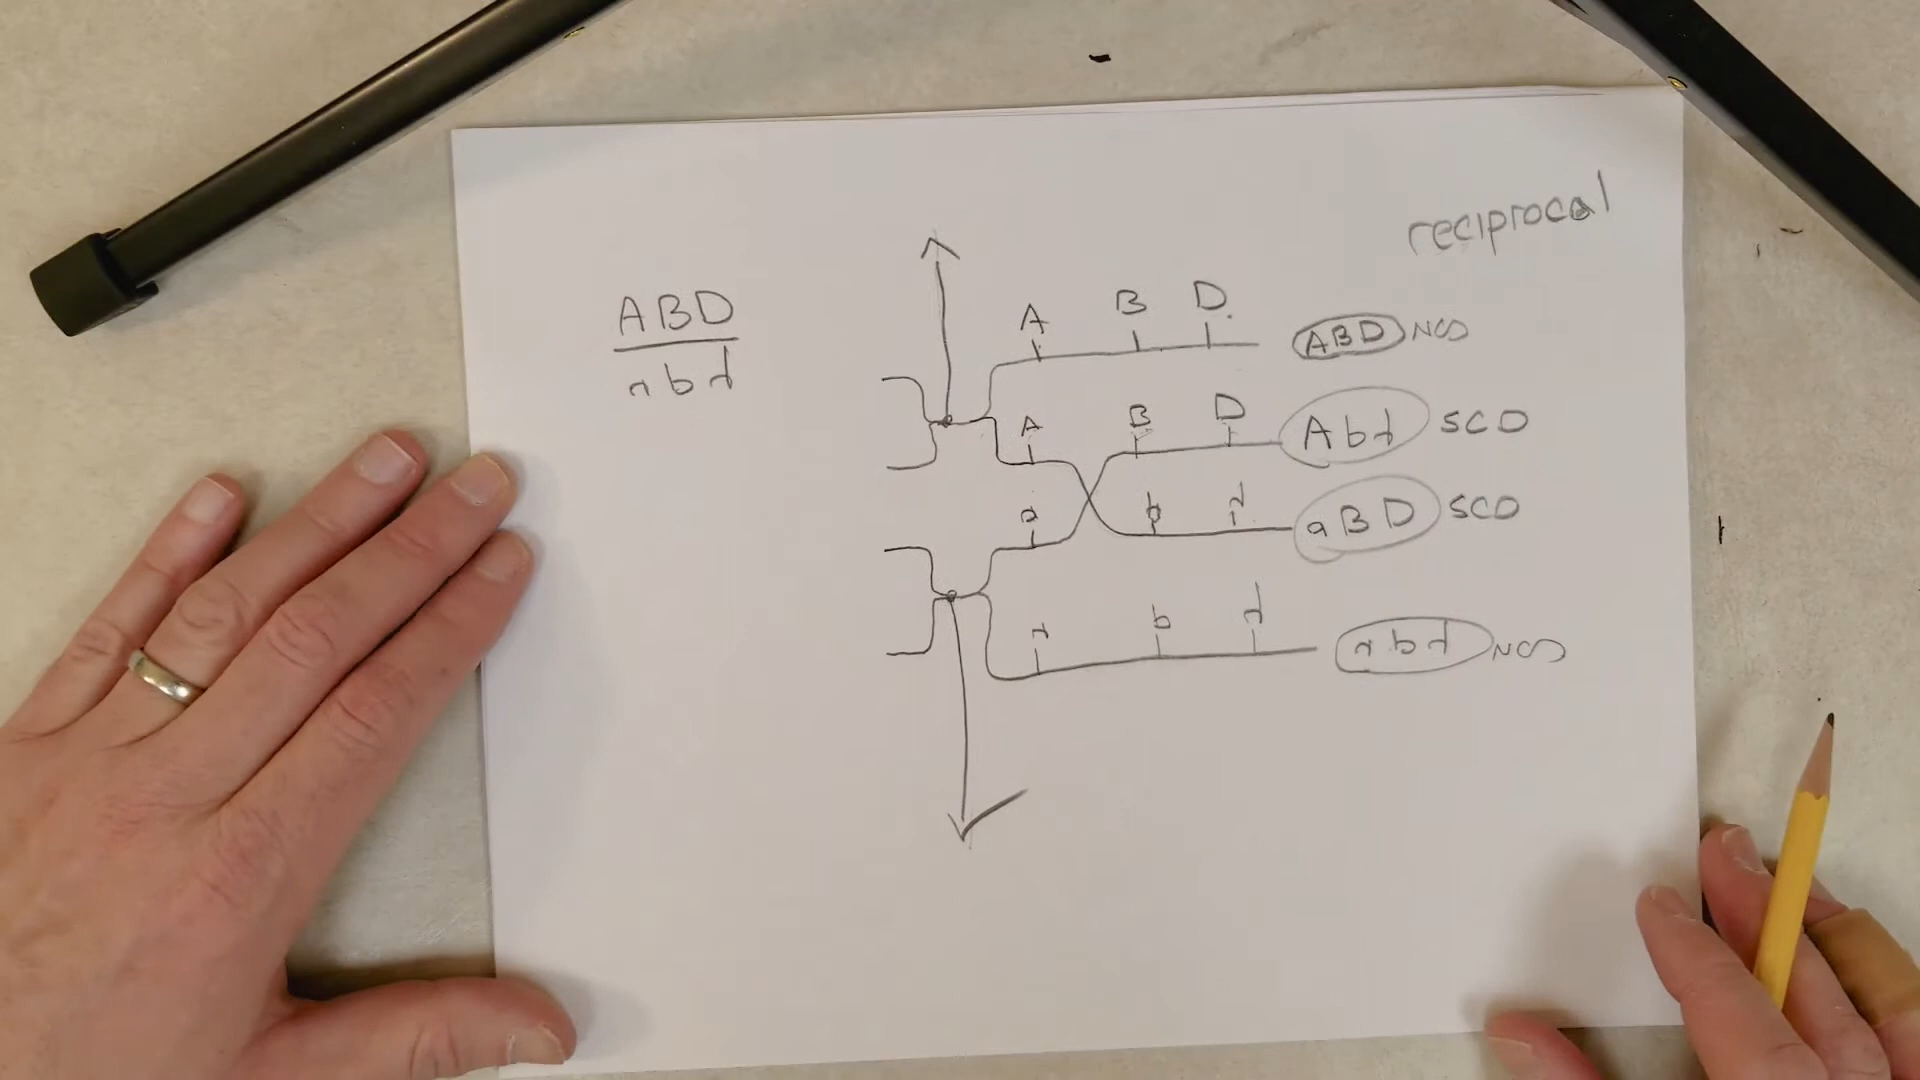 reciprocal
ABD
abd
A B D ABD NCO
A B D Abd SCO
a b d aBD SCO
a b d abd NCO